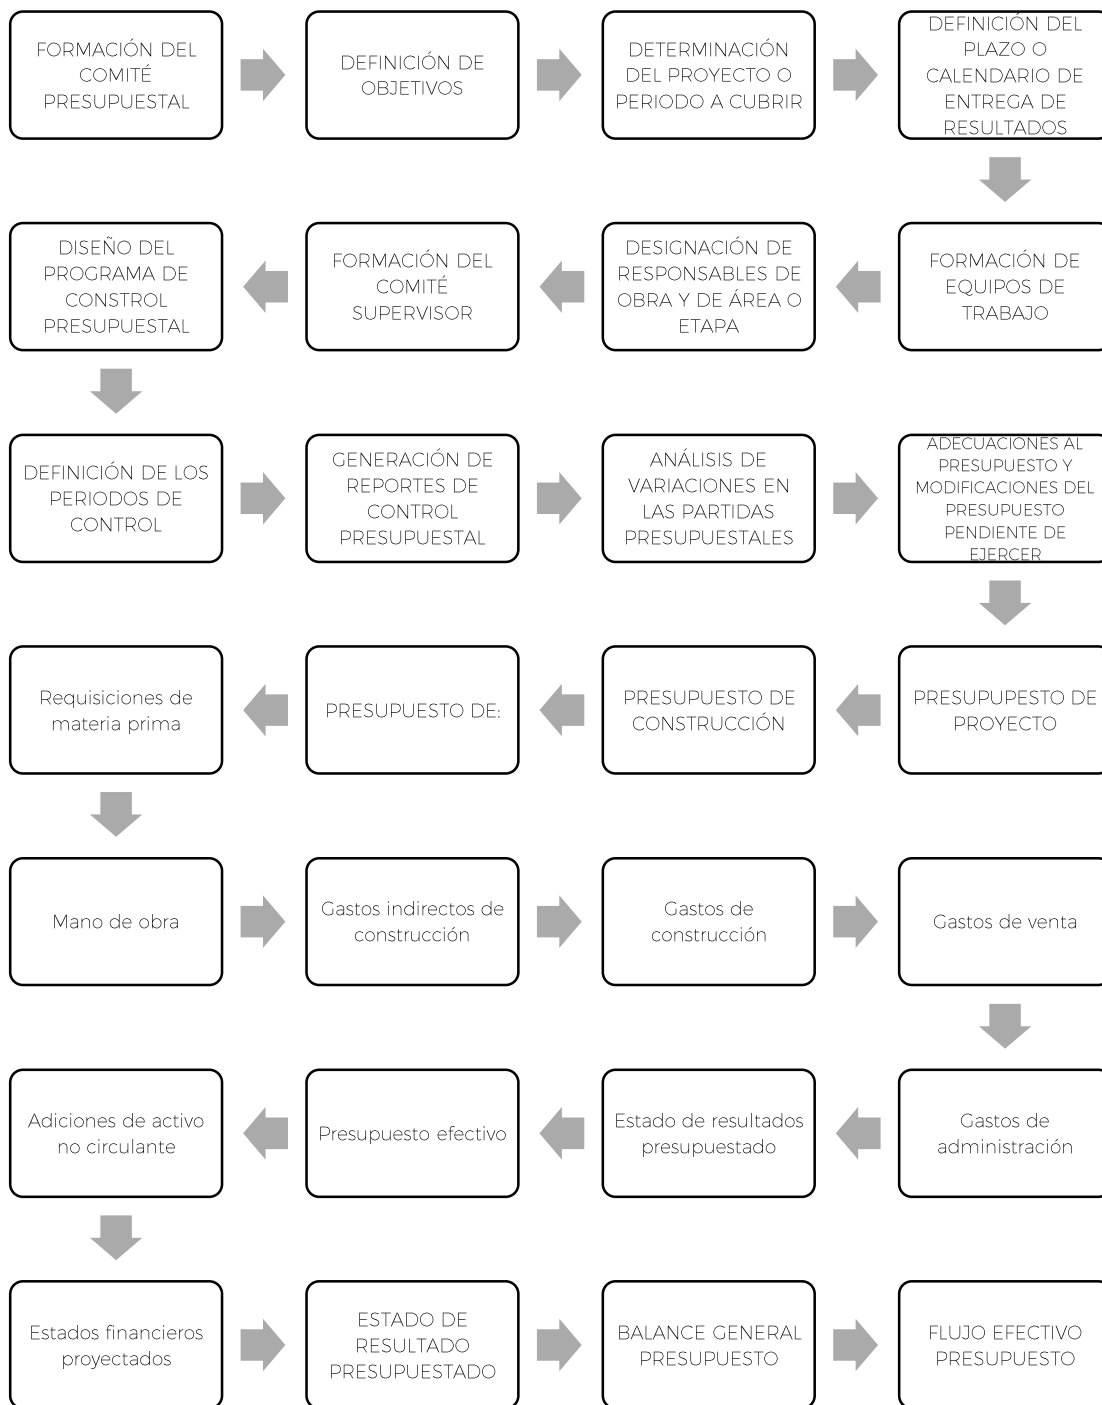 FORMACIÓN DEL
COMITÉ
PRESUPUESTAL
DEFINICIÓN DE
OBJETIVOS
DETERMINACIÓN
DEL PROYECTO O
PERIODO A CUBRIR
DEFINICIÓN DEL
PLAZO O
CALENDARIO DE
ENTREGA DE
RESULTADOS
FORMACIÓN DE
EQUIPOS DE
TRABAJO
DESIGNACIÓN DE
RESPONSABLES DE
OBRA Y DE ÁREA O
ETAPA
FORMACIÓN DEL
COMITÉ
SUPERVISOR
DISEÑO DEL
PROGRAMA DE
CONSTROL
PRESUPUESTAL
DEFINICIÓN DE LOS
PERIODOS DE
CONTROL
GENERACIÓN DE
REPORTES DE
CONTROL
PRESUPUESTAL
ANÁLISIS DE
VARIACIONES EN
LAS PARTIDAS
PRESUPUESTALES
ADECUACIONES AL
PRESUPUESTO Y
MODIFICACIONES DEL
PRESUPUESTO
PENDIENTE DE
EJERCER
PRESUPUPESTO DE
PROYECTO
PRESUPUESTO DE
CONSTRUCCIÓN
PRESUPUESTO DE:
Requisiciones de
materia prima
Mano de obra
Gastos indirectos de
construcción
Gastos de
construcción
Gastos de venta
Gastos de
administración
Estado de resultados
presupuestado
Presupuesto efectivo
Adiciones de activo
no circulante
Estados financieros
proyectados
ESTADO DE
RESULTADO
PRESUPUESTADO
BALANCE GENERAL
PRESUPUESTO
FLUJO EFECTIVO
PRESUPUESTO